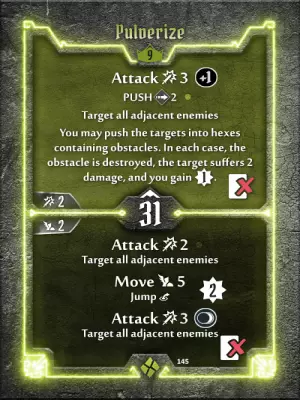 Pulverize
9
Attack 3 +1
PUSH 2
Target all adjacent enemies
You may push the targets into hexes
containing obstacles. In each case, the
obstacle is destroyed, the target suffers 2
damage, and you gain 1.
2
31
2
Attack 2
Target all adjacent enemies
Move 5
Jump
2
Attack 3
Target all adjacent enemies
145